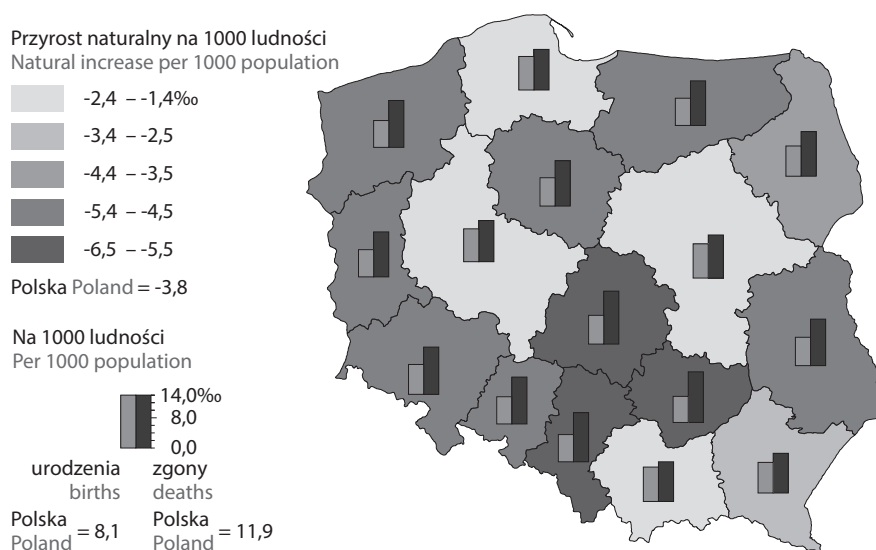 Przyrost naturalny na 1000 ludności
Natural increase per 1000 population
-2,4 – -1,4‰
-3,4 – -2,5
-4,4 – -3,5
-5,4 – -4,5
-6,5 – -5,5
Polska Poland = -3,8
Na 1000 ludności
Per 1000 population
14,0‰
8,0
0,0
urodzenia zgony
births deaths
Polska Polska
Poland = 8,1 Poland = 11,9